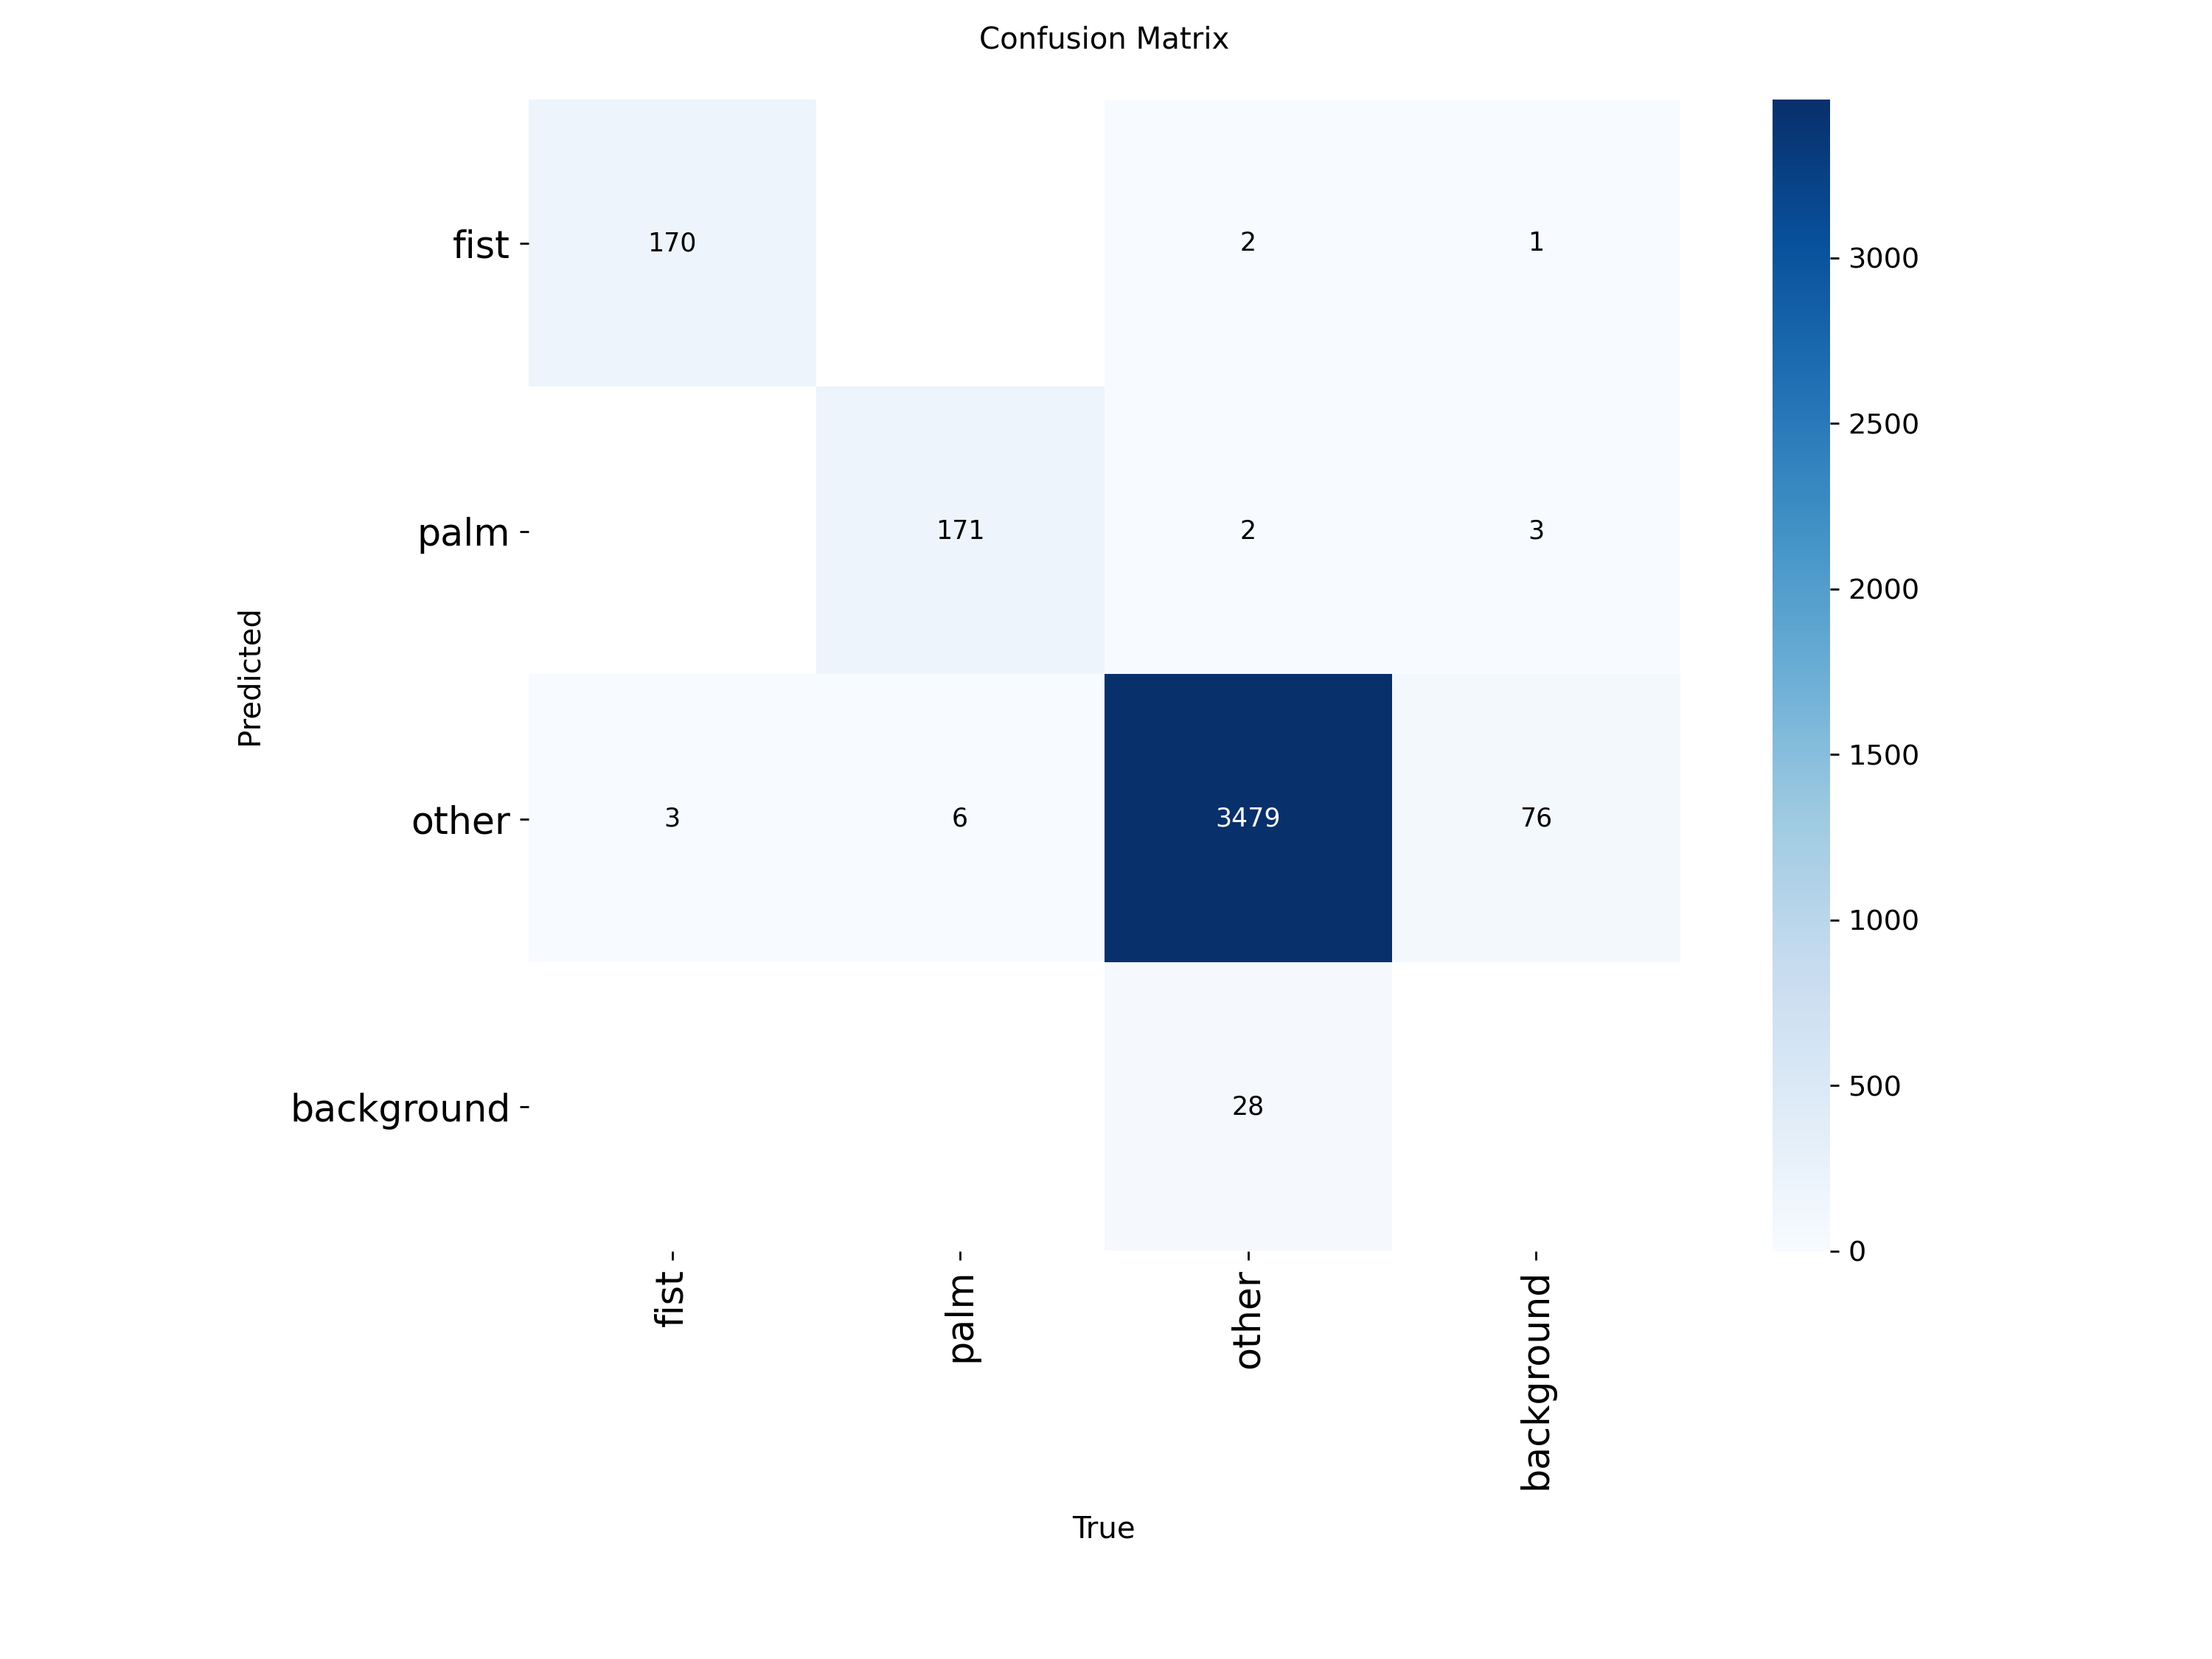 Confusion Matrix
fist
170
2
1
3000
2500
palm
171
2
3
2000
Predicted
1500
other
3
6
3479
76
1000
background
28
500
0
fist
palm
other
background
True